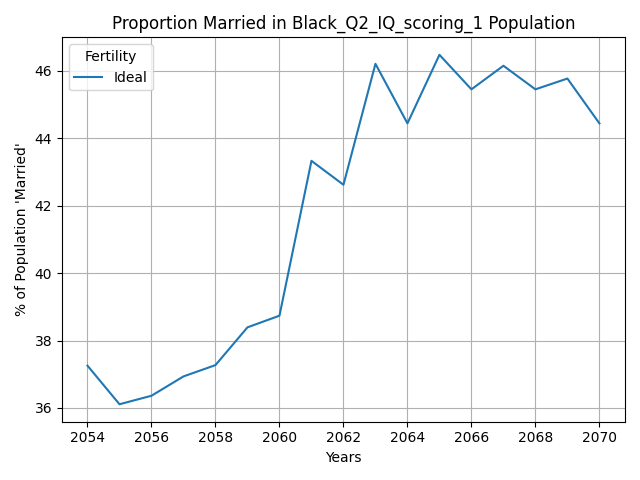 Proportion Married in Black_Q2_IQ_scoring_1 Population
Fertility
Ideal
% of Population 'Married'
46
44
42
40
38
36
2054 2056 2058 2060 2062 2064 2066 2068 2070
Years